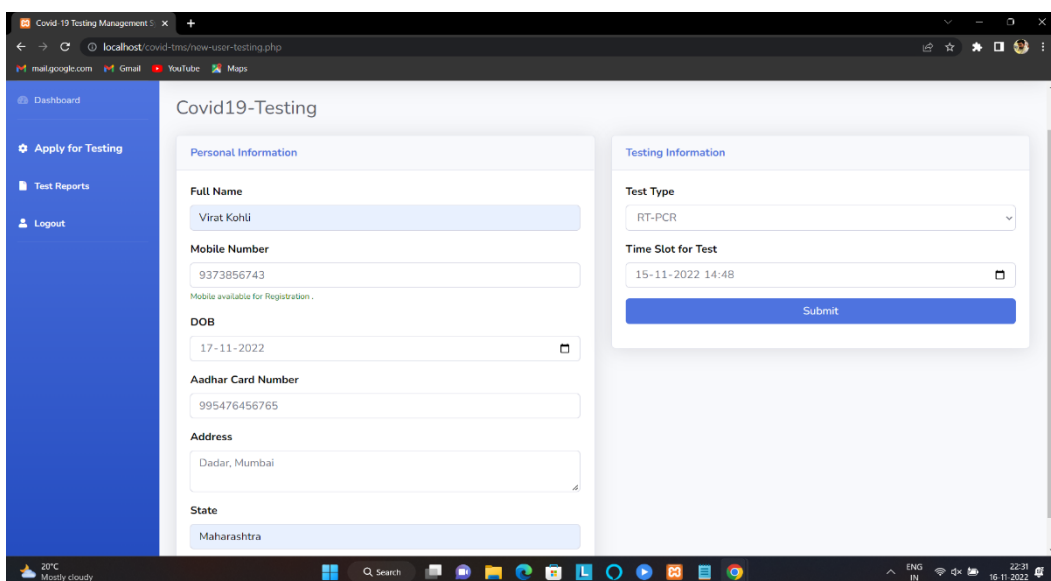 Covid-19 Testing Management S
localhost/covid-tms/new-user-testing.php
mail.google.com Gmail YouTube Maps
Dashboard
Apply for Testing
Test Reports
Logout
Covid19-Testing
Personal Information
Full Name
Virat Kohli
Mobile Number
9373856743
Mobile available for Registration .
DOB
17-11-2022
Aadhar Card Number
995476456765
Address
Dadar, Mumbai
State
Maharashtra
Testing Information
Test Type
RT-PCR
Time Slot for Test
15-11-2022 14:48
Submit
20°C
Mostly cloudy
Search
ENG
IN
22:31
16-11-2022